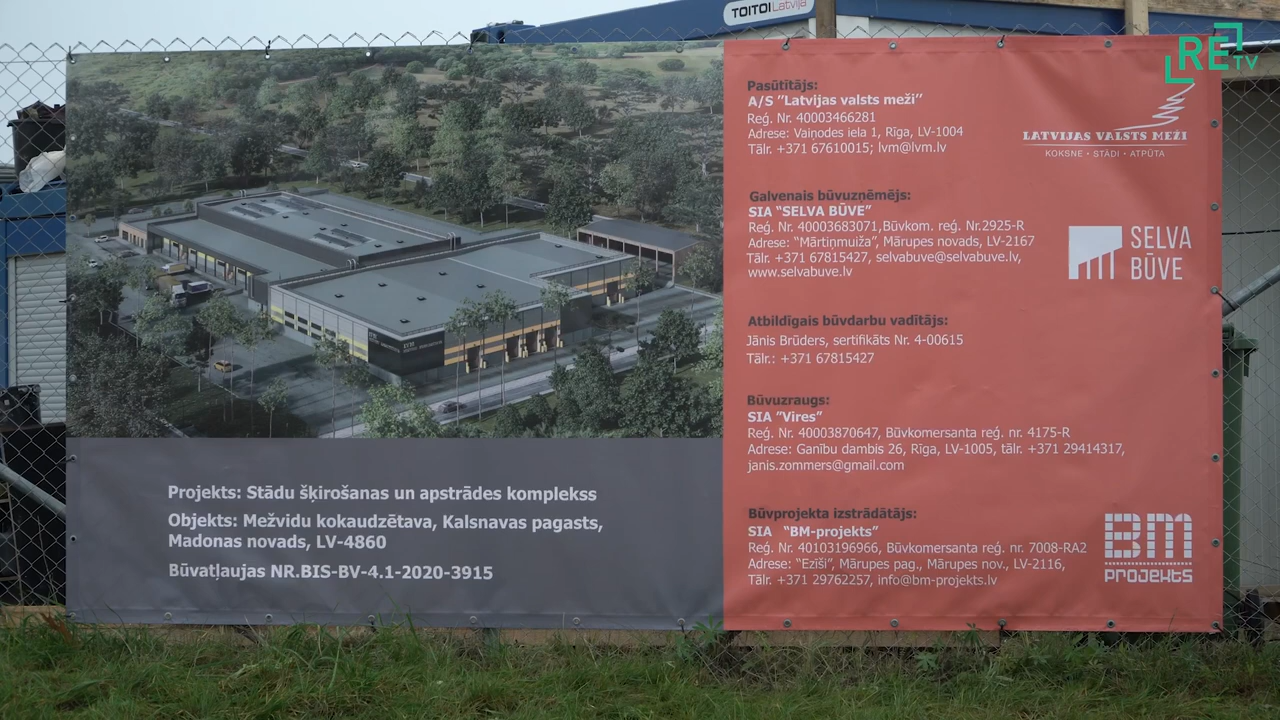 TOITOI Latvija
RE TV
Pasūtītājs:
A/S "Latvijas valsts meži"
Reģ. Nr. 40003466281
Adrese: Vaiņodes iela 1, Rīga, LV-1004
Tālr. +371 67610015; lvm@lvm.lv
LATVIJAS VALSTS MEŽI
KOKSNE • STĀDI • ATPŪTA
Galvenais būvuzņēmējs:
SIA "SELVA BŪVE"
Reģ. Nr. 40003683071,Būvkom. reģ. Nr.2925-R
Adrese: "Mārtiņmuiža", Mārupes novads, LV-2167
Tālr. +371 67815427, selvabuve@selvabuve.lv,
www.selvabuve.lv
SELVA
BŪVE
Atbildīgais būvdarbu vadītājs:
Jānis Brūders, sertifikāts Nr. 4-00615
Tālr.: +371 67815427
Būvuzraugs:
SIA "Vires"
Reģ. Nr. 40003870647, Būvkomersanta reģ. nr. 4175-R
Adrese: Ganību dambis 26, Rīga, LV-1005, tālr. +371 29414317,
janis.zommers@gmail.com
Būvprojekta izstrādātājs:
SIA "BM-projekts"
Reģ. Nr. 40103196966, Būvkomersanta reģ. nr. 7008-RA2
Adrese: "Eziši", Mārupes pag., Mārupes nov., LV-2116,
Tālr. +371 29762257, info@bm-projekts.lv
BM
PROJEKTS
Projekts: Stādu šķirošanas un apstrādes komplekss
Objekts: Mežvidu kokaudzētava, Kalsnavas pagasts,
Madonas novads, LV-4860
Būvatļaujas NR.BIS-BV-4.1-2020-3915